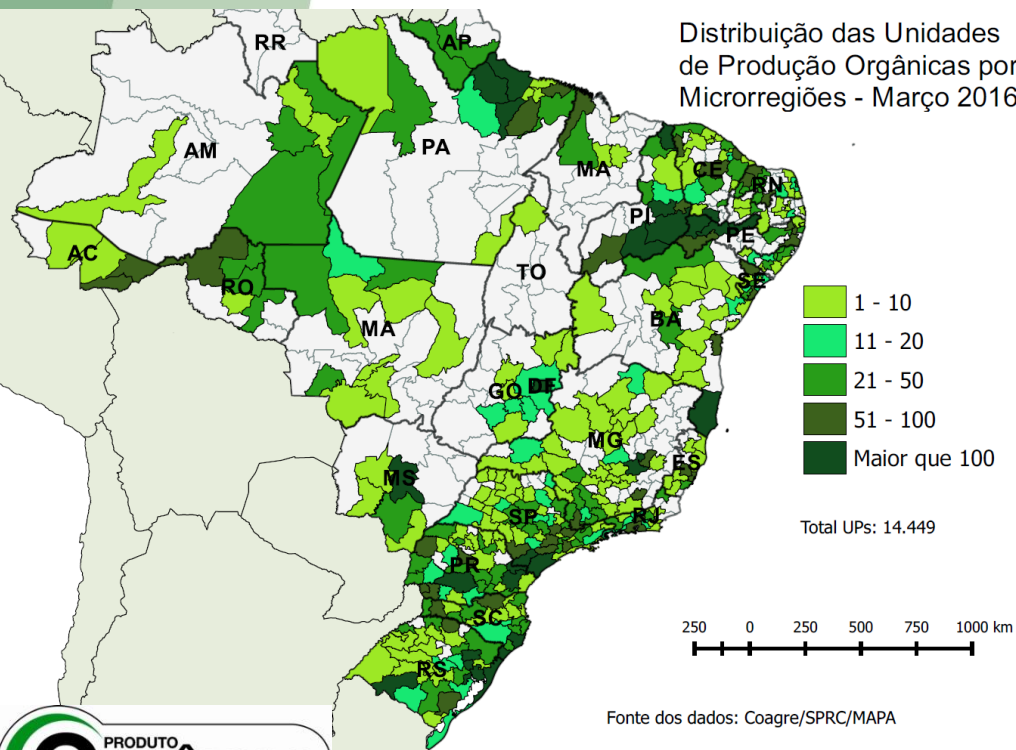 Distribuição das Unidades
de Produção Orgânicas por
Microrregiões - Março 2016
RR
AP
AM
PA
MA
CE
RN
PI
PE
AC
RO
TO
SE
BA
MA
GO
DF
MG
ES
MS
SP
RJ
PR
SC
RS
1 - 10
11 - 20
21 - 50
51 - 100
Maior que 100
Total UPs: 14.449
250 0 250 500 750 1000 km
Fonte dos dados: Coagre/SPRC/MAPA
PRODUTO